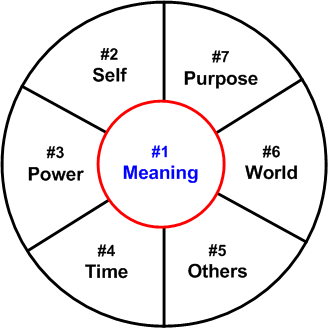 #2
Self
#7
Purpose
#3
Power
#1
Meaning
#6
World
#4
Time
#5
Others